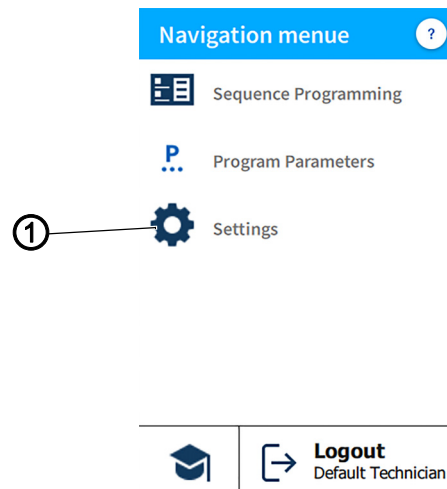 Navigation menue ?
Sequence Programming
P
Program Parameters
1
Settings
Logout
Default Technician